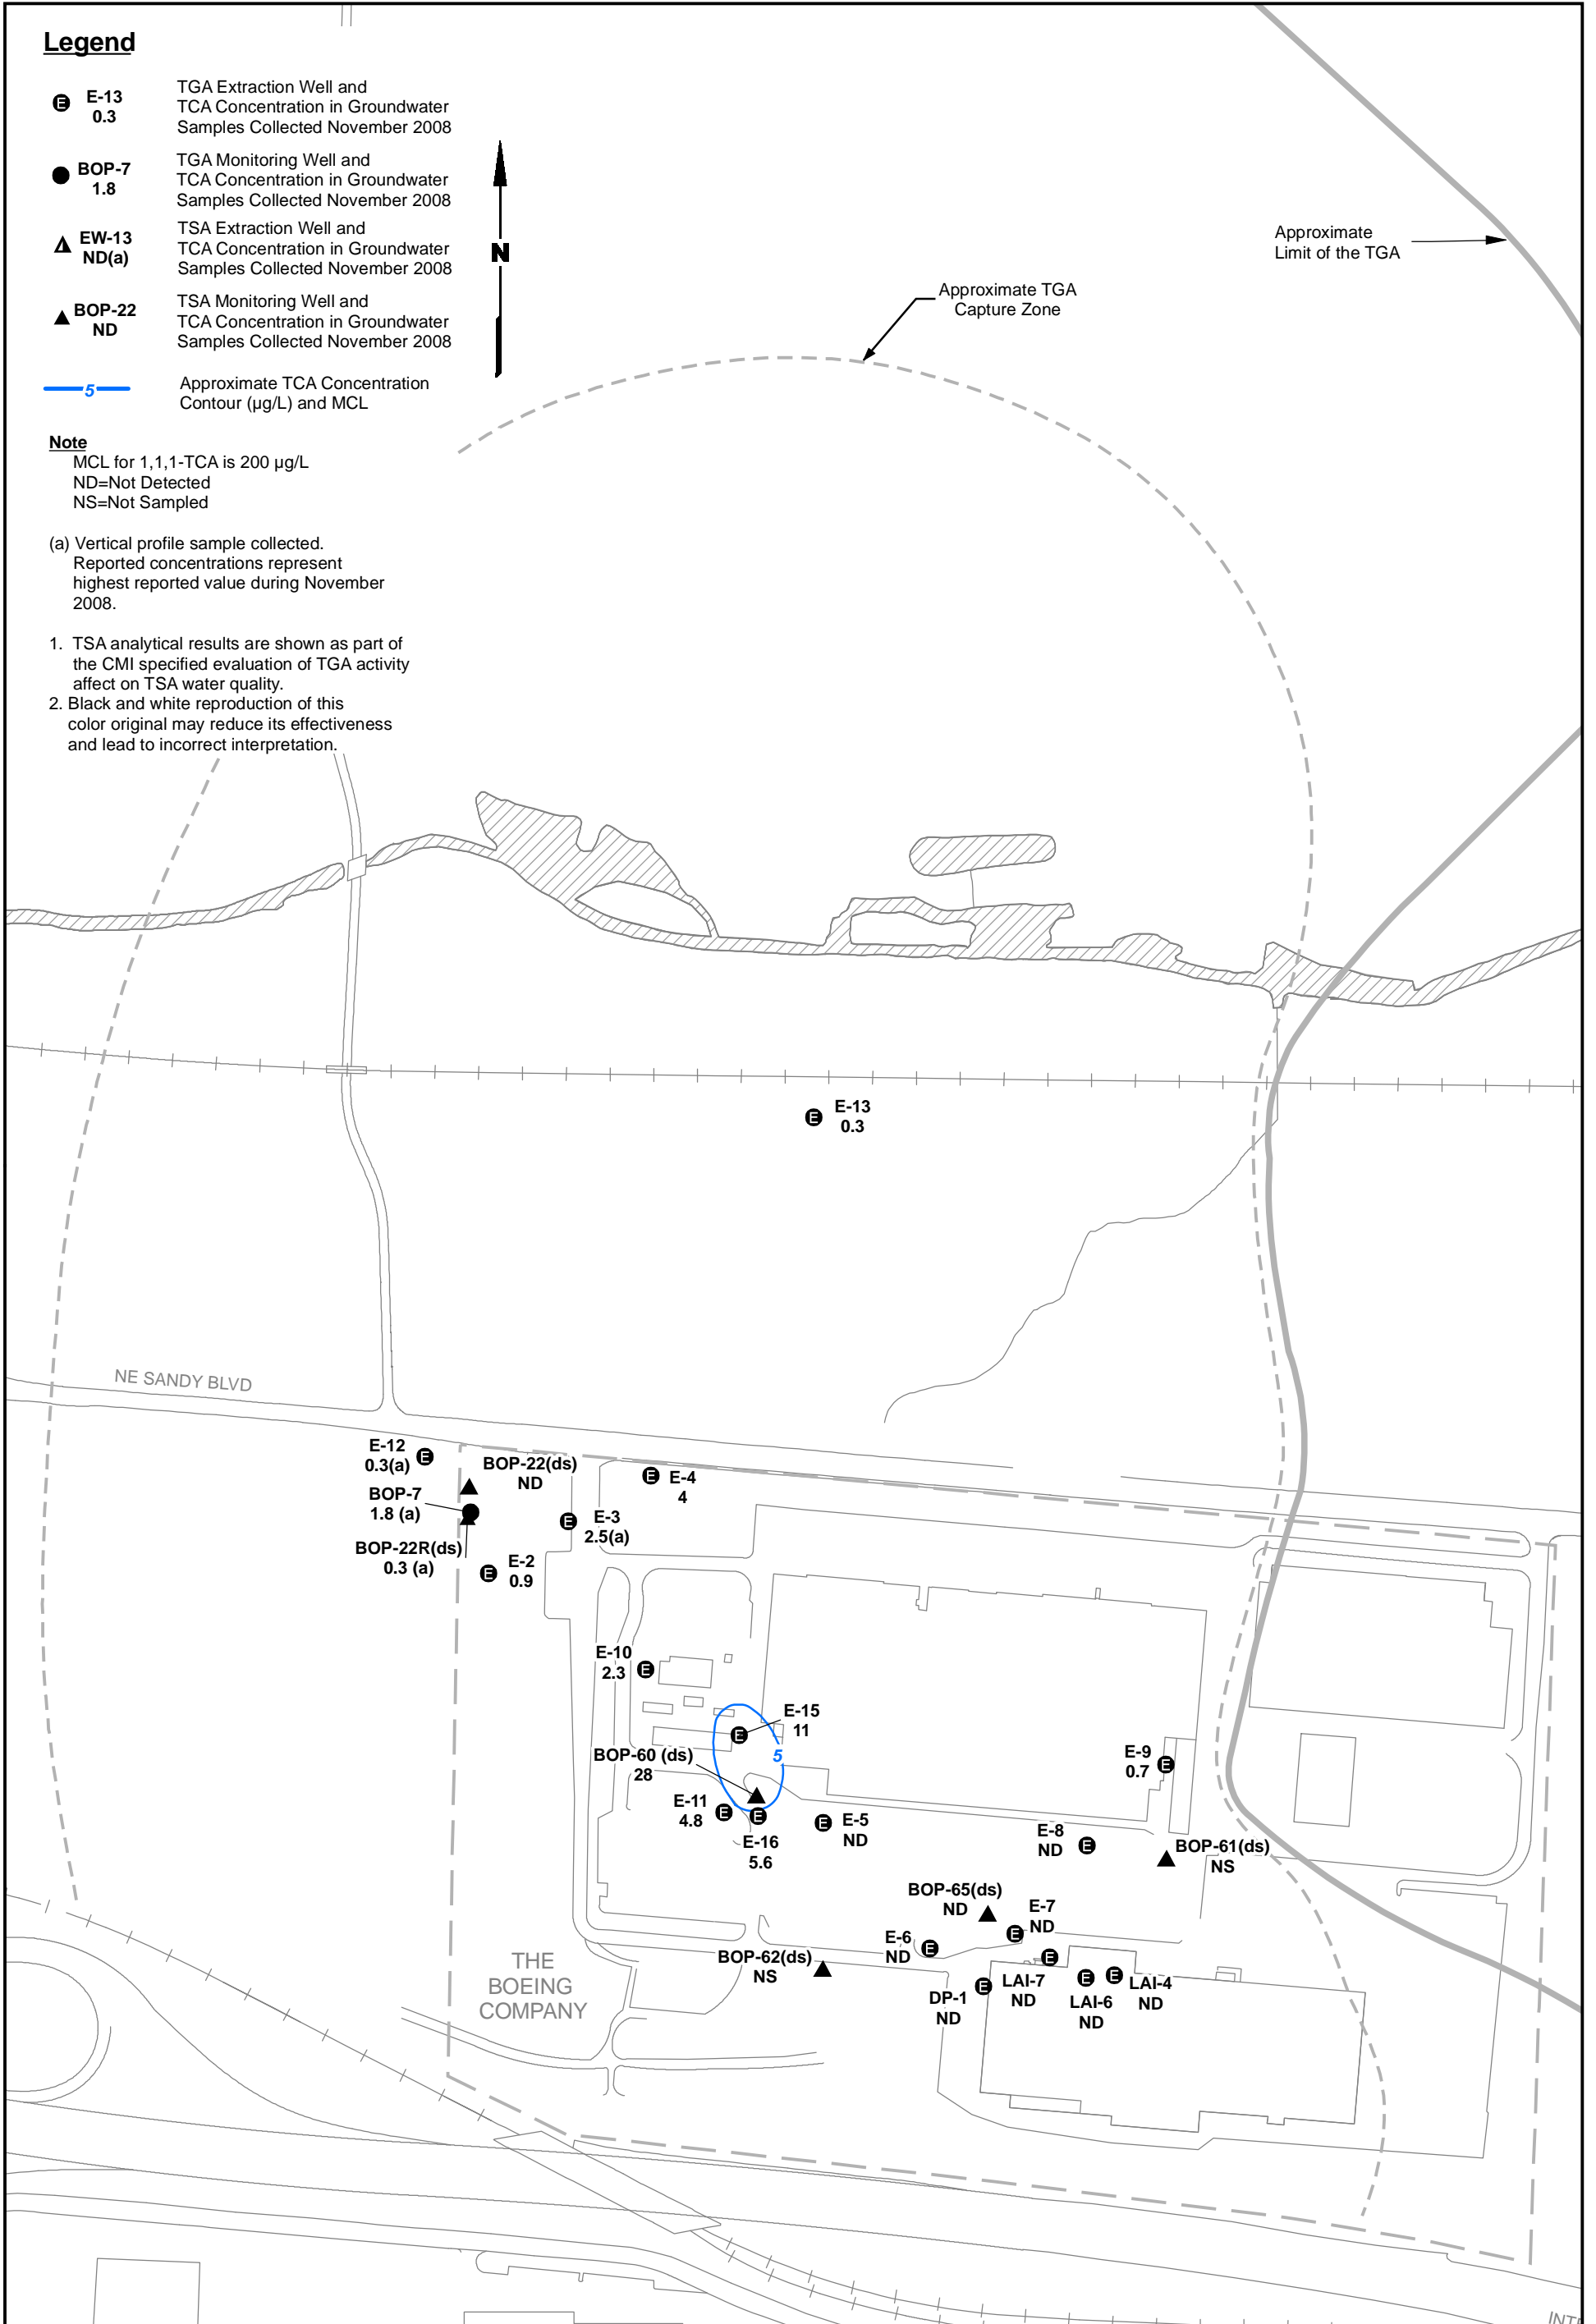 Legend
E
E-13
0.3
TGA Extraction Well and
TCA Concentration in Groundwater
Samples Collected November 2008
BOP-7
1.8
TGA Monitoring Well and
TCA Concentration in Groundwater
Samples Collected November 2008
EW-13
ND(a)
TSA Extraction Well and
TCA Concentration in Groundwater
Samples Collected November 2008
BOP-22
ND
TSA Monitoring Well and
TCA Concentration in Groundwater
Samples Collected November 2008
5
Approximate TCA Concentration
Contour (µg/L) and MCL
N
Note
MCL for 1,1,1-TCA is 200 µg/L
ND=Not Detected
NS=Not Sampled
(a) Vertical profile sample collected.
Reported concentrations represent
highest reported value during November
2008.
1. TSA analytical results are shown as part of
the CMI specified evaluation of TGA activity
affect on TSA water quality.
2. Black and white reproduction of this
color original may reduce its effectiveness
and lead to incorrect interpretation.
Approximate
Limit of the TGA
Approximate TGA
Capture Zone
E
E-13
0.3
NE SANDY BLVD
E-12
0.3(a)
E
BOP-22(ds)
ND
E
E-4
4
BOP-7
1.8 (a)
E
E-3
2.5(a)
BOP-22R(ds)
0.3 (a)
E
E-2
0.9
E-10
2.3
E
E-15
11
E
5
BOP-60 (ds)
28
E-9
0.7
E
E-11
4.8
E
E
E-16
5.6
E
E-5
ND
E-8
ND
E
BOP-61(ds)
NS
BOP-65(ds)
ND
E-7
ND
E
E-6
ND
E
BOP-62(ds)
NS
DP-1
ND
E
LAI-7
ND
E
E
LAI-6
ND
E
LAI-4
ND
THE
BOEING
COMPANY